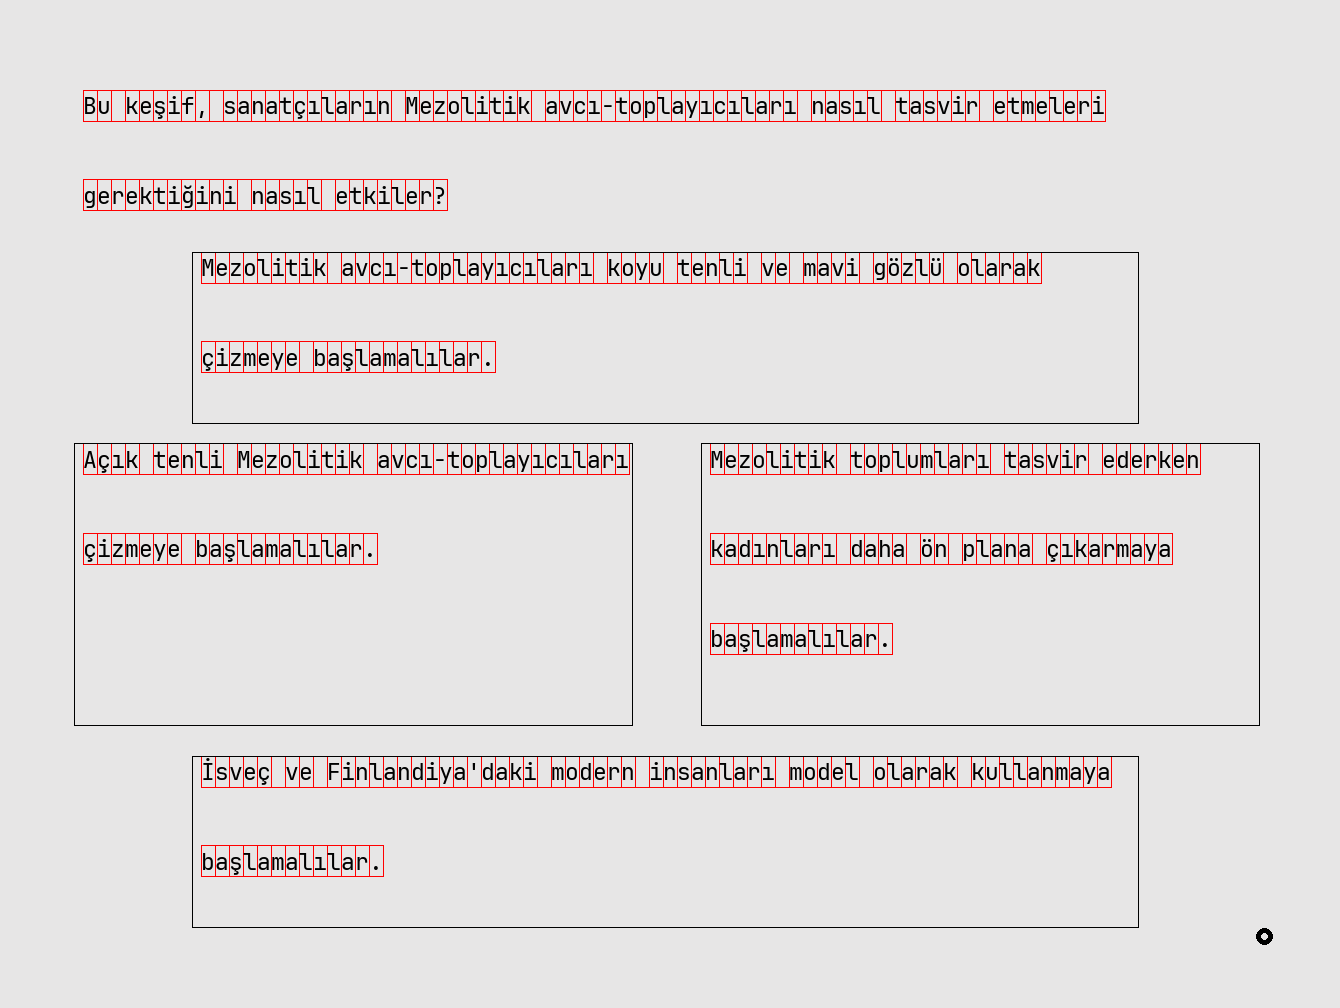 Bu keşif, sanatçıların Mezolitik avcı-toplayıcıları nasıl tasvir etmeleri
gerektiğini nasıl etkiler?
Mezolitik avcı-toplayıcıları koyu tenli ve mavi gözlü olarak
çizmeye başlamalılar.
Açık tenli Mezolitik avcı-toplayıcıları
çizmeye başlamalılar.
Mezolitik toplumları tasvir ederken
kadınları daha ön plana çıkarmaya
başlamalılar.
İsveç ve Finlandiya'daki modern insanları model olarak kullanmaya
başlamalılar.